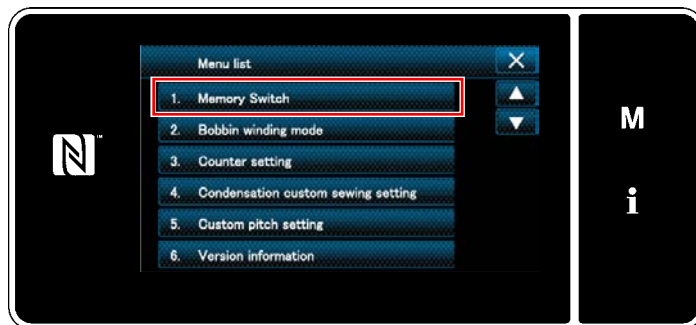 Menu list
1. Memory Switch
2. Bobbin winding mode
3. Counter setting
4. Condensation custom sewing setting
5. Custom pitch setting
6. Version information
N™
M
i